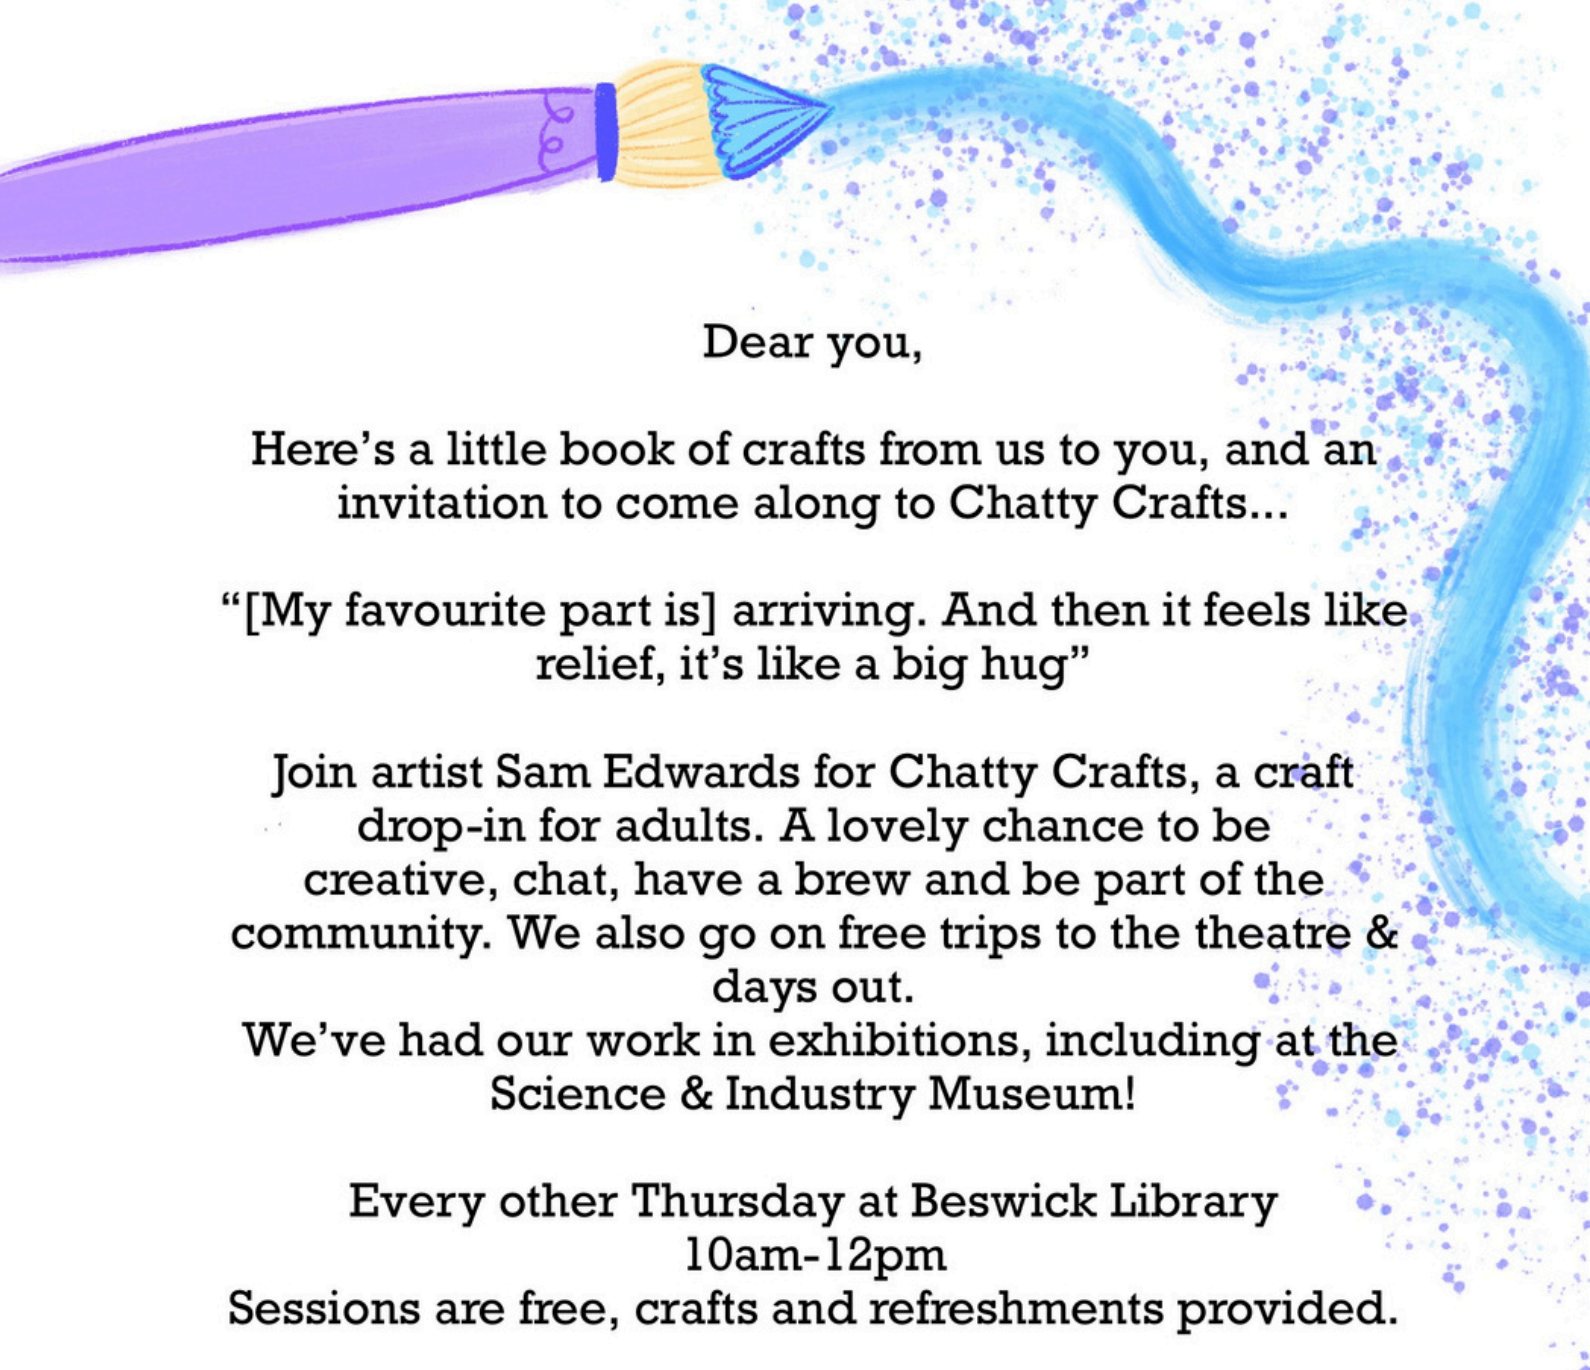 Dear you,
Here’s a little book of crafts from us to you, and an
invitation to come along to Chatty Crafts...
“[My favourite part is] arriving. And then it feels like
relief, it’s like a big hug”
Join artist Sam Edwards for Chatty Crafts, a craft
drop-in for adults. A lovely chance to be
creative, chat, have a brew and be part of the
community. We also go on free trips to the theatre &
days out.
We’ve had our work in exhibitions, including at the
Science & Industry Museum!
Every other Thursday at Beswick Library
10am-12pm
Sessions are free, crafts and refreshments provided.